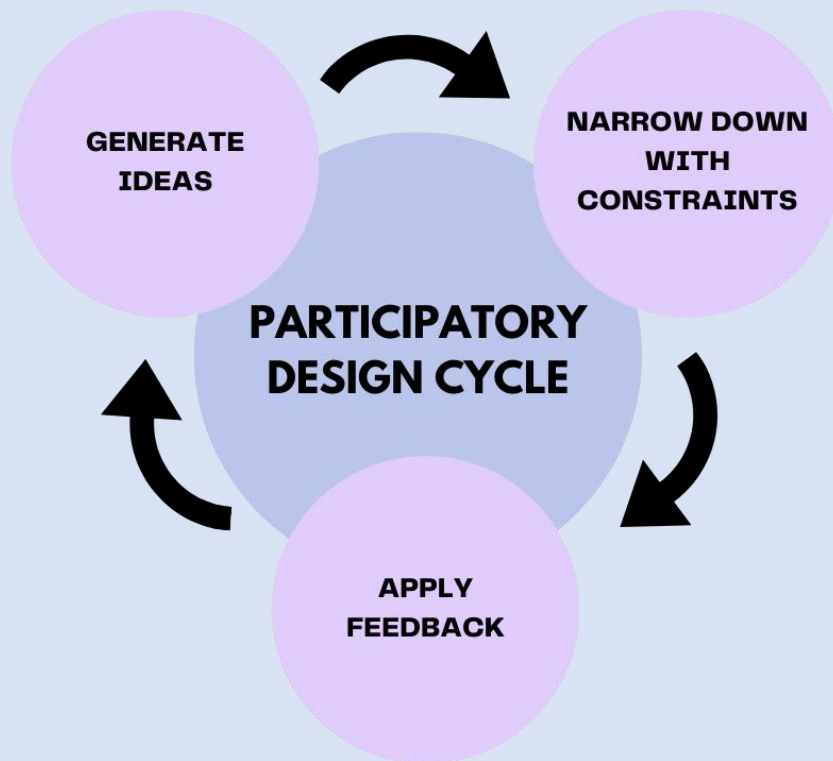 GENERATE
IDEAS
NARROW DOWN
WITH
CONSTRAINTS
PARTICIPATORY
DESIGN CYCLE
APPLY
FEEDBACK